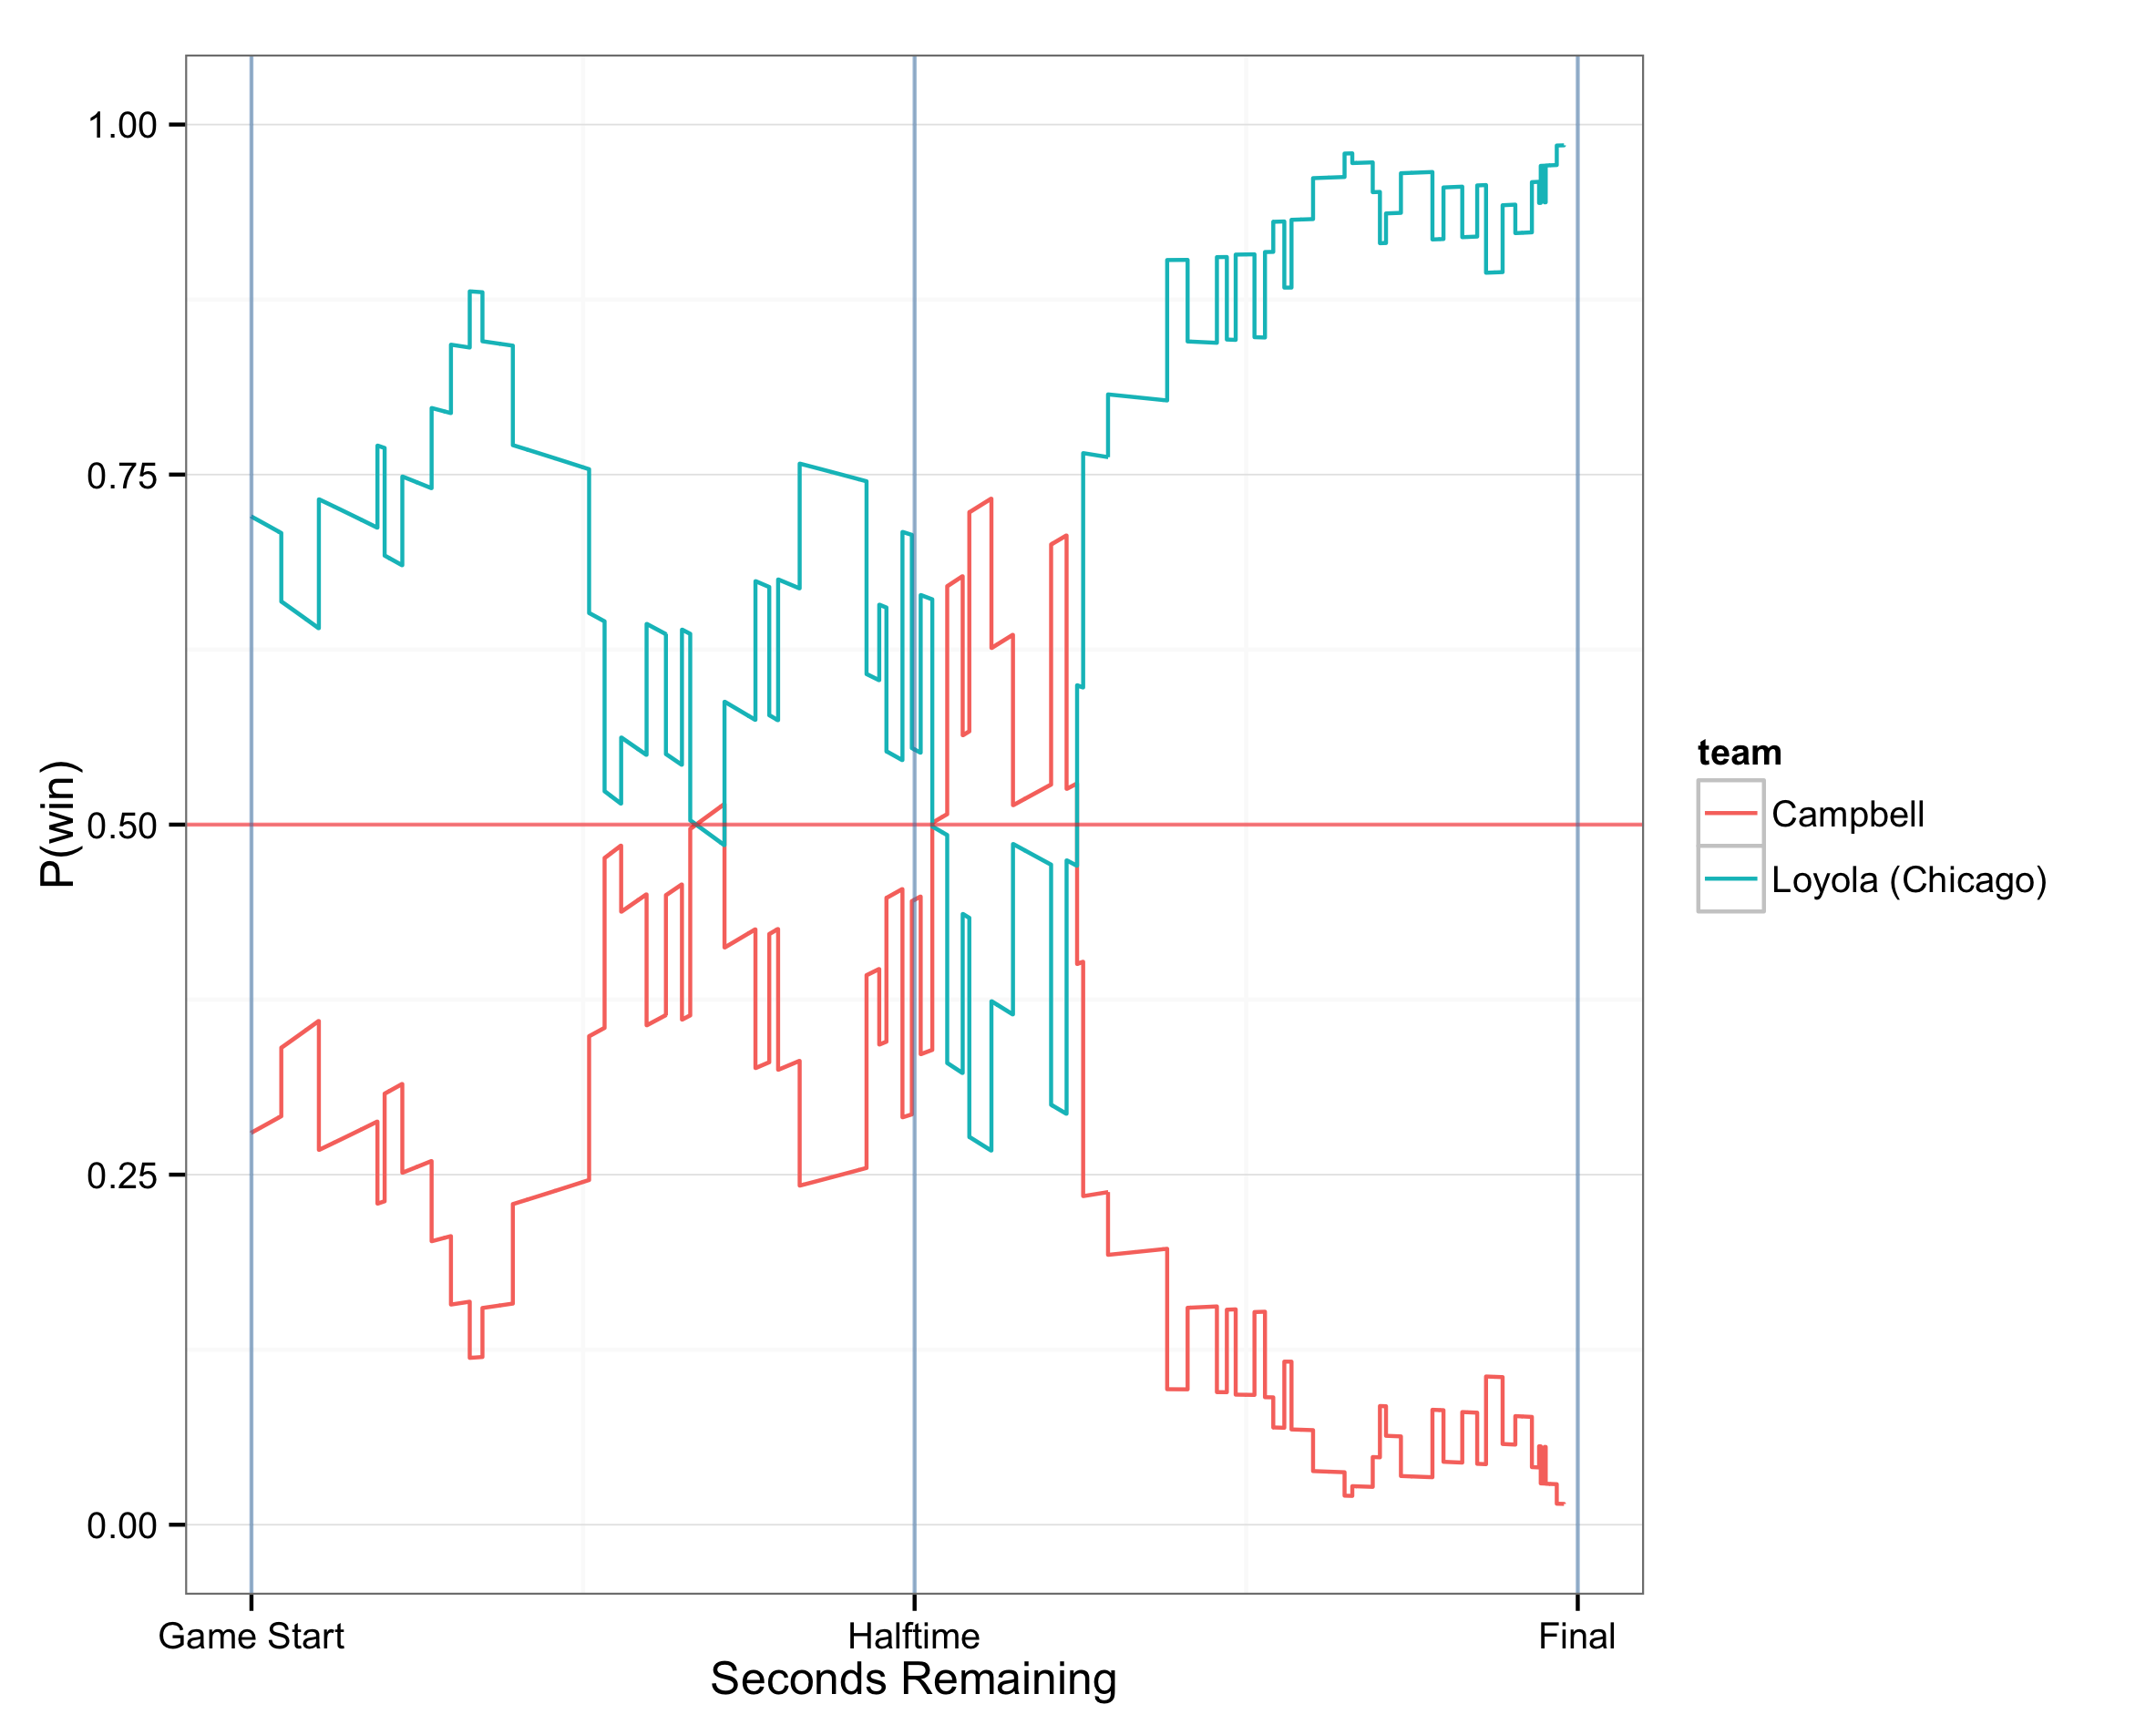 1.00
0.75
0.50
0.25
0.00
P(win)
Game Start
Halftime
Final
Seconds Remaining
team
Campbell
Loyola (Chicago)